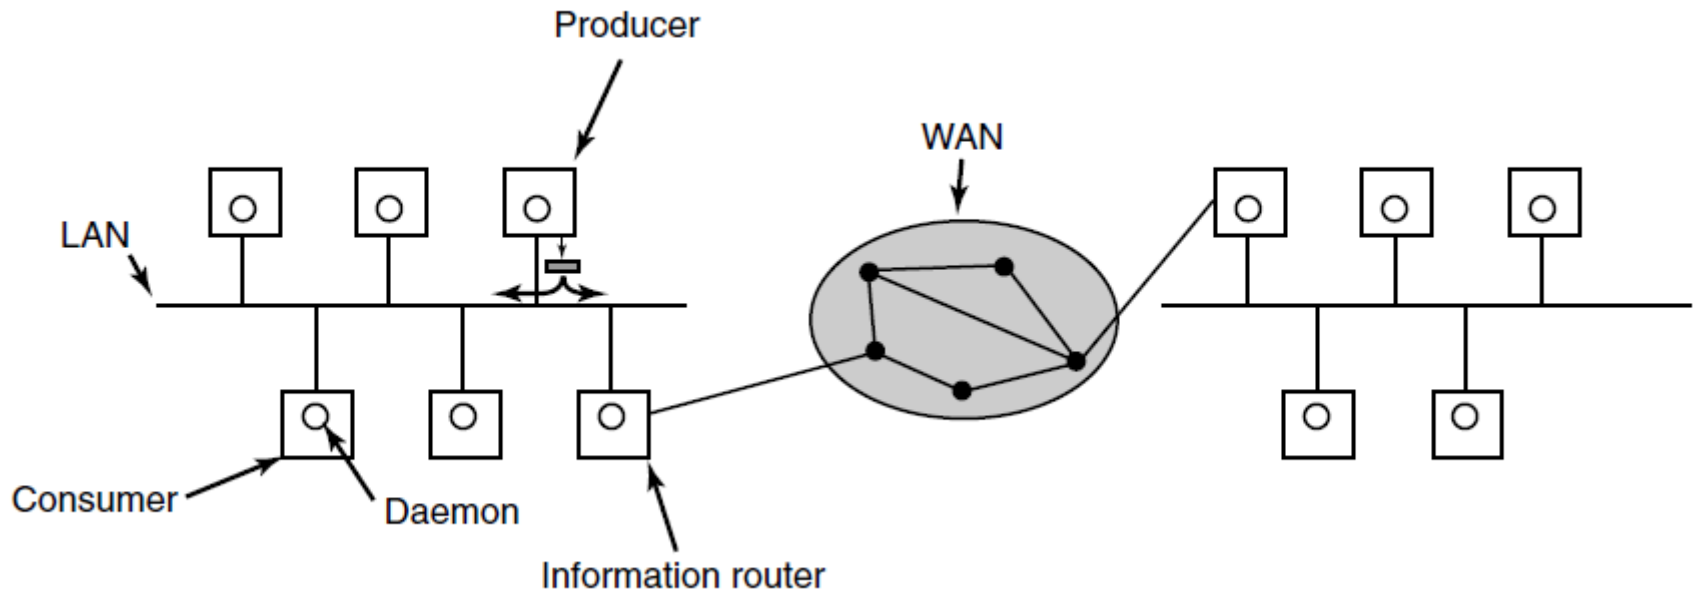 Producer
WAN
LAN
Consumer
Daemon
Information router